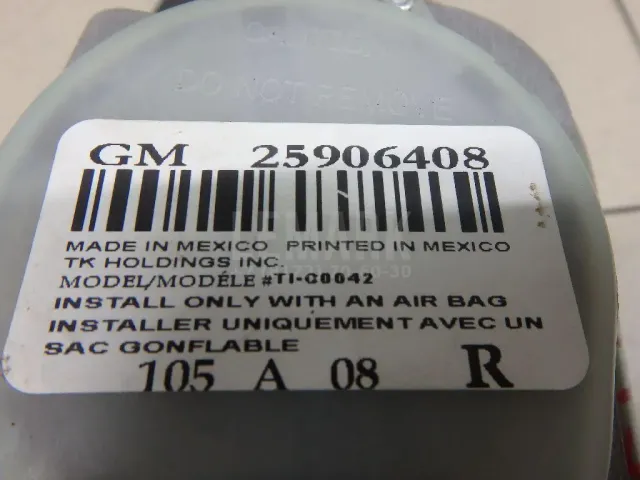 DO NOT REMOVE
GM 25906408
MADE IN MEXICO PRINTED IN MEXICO
TK HOLDINGS INC.
MODEL/MODÉLE #TI-C0042
INSTALL ONLY WITH AN AIR BAG
INSTALLER UNIQUEMENT AVEC UN
SAC GONFLABLE
105 A 08 R